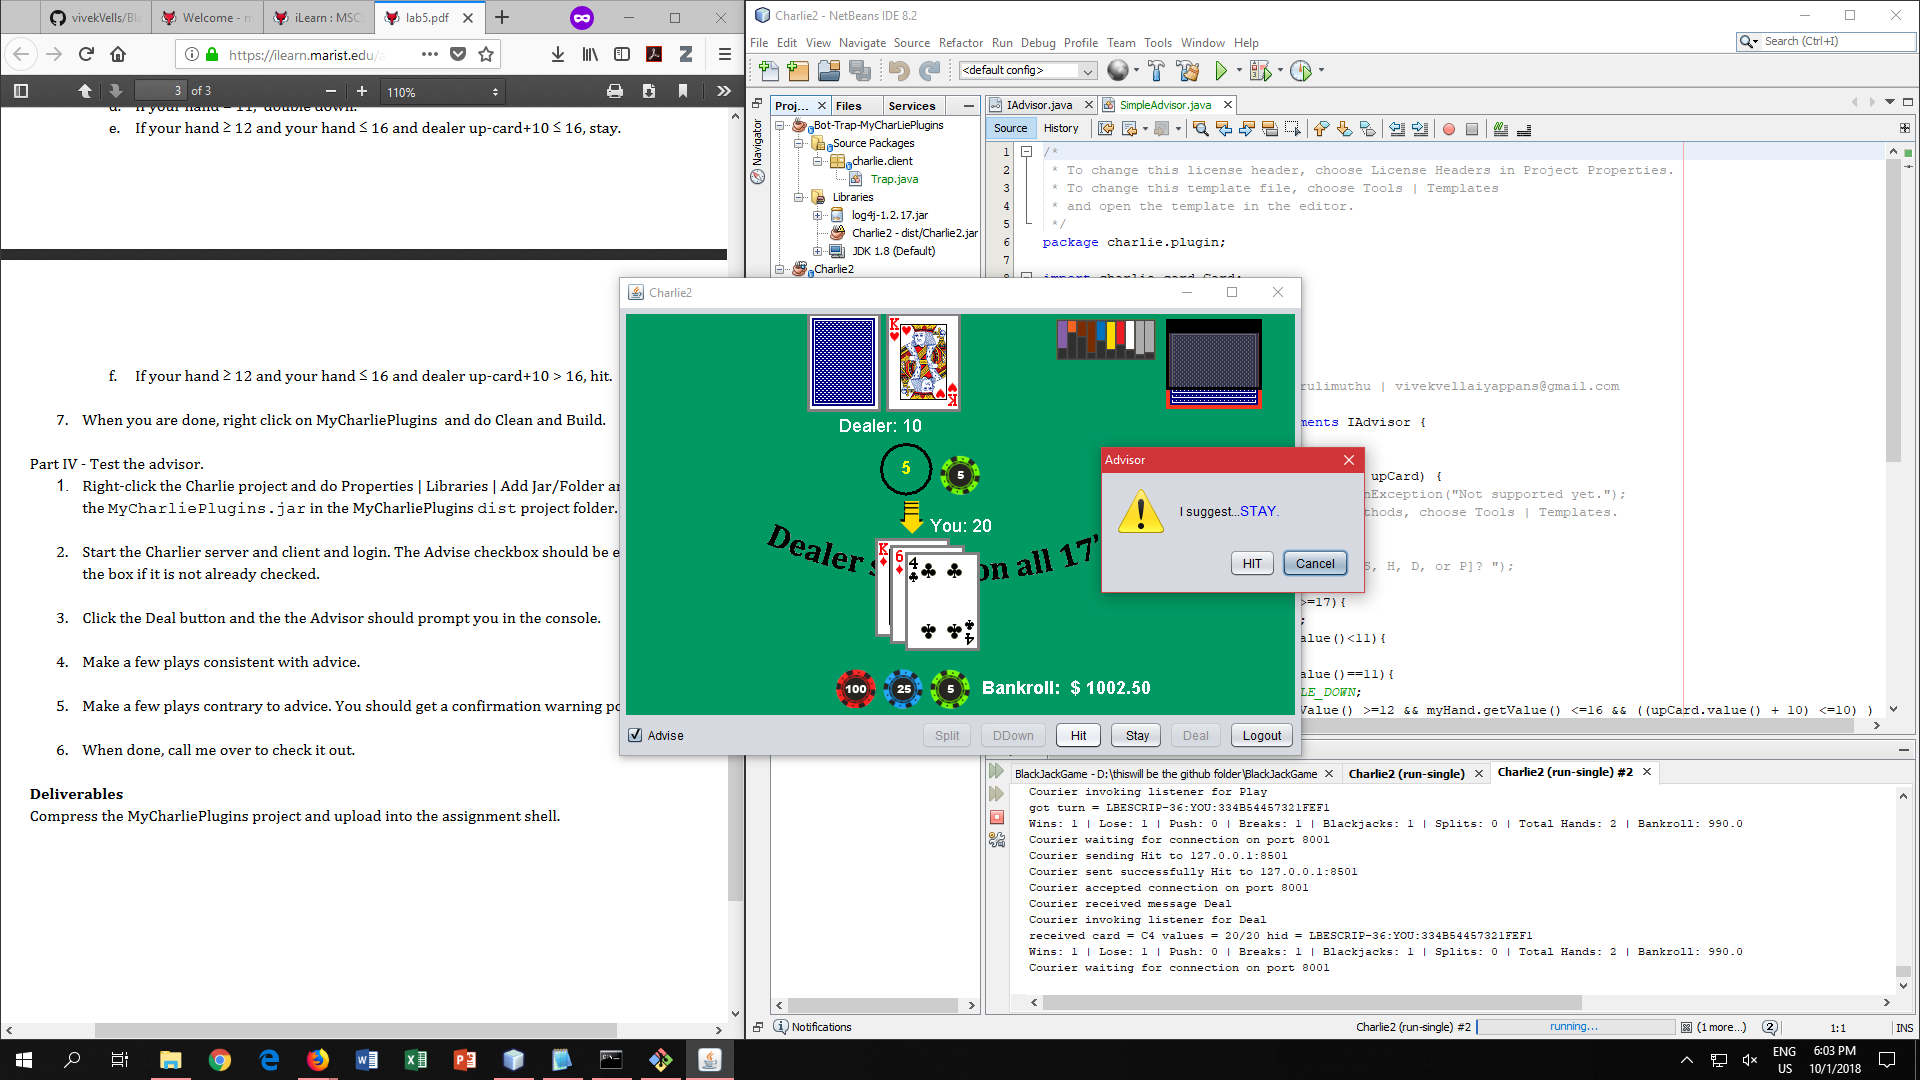 vivekVells/Bl
Welcome - m
iLearn : MSC
lab5.pdf
https://ilearn.marist.edu/a
3 of 3
110%
d. If your hand = 11, double down.
e. If your hand ≥ 12 and your hand ≤ 16 and dealer up-card+10 ≤ 16, stay.
f. If your hand ≥ 12 and your hand ≤ 16 and dealer up-card+10 > 16, hit.
7. When you are done, right click on MyCharliePlugins and do Clean and Build.
Part IV - Test the advisor.
1. Right-click the Charlie project and do Properties | Libraries | Add Jar/Folder an
the MyCharliePlugins.jar in the MyCharliePlugins dist project folder.
2. Start the Charlier server and client and login. The Advise checkbox should be e
the box if it is not already checked.
3. Click the Deal button and the the Advisor should prompt you in the console.
4. Make a few plays consistent with advice.
5. Make a few plays contrary to advice. You should get a confirmation warning po
6. When done, call me over to check it out.
Deliverables
Compress the MyCharliePlugins project and upload into the assignment shell.
Charlie2 - NetBeans IDE 8.2
File Edit View Navigate Source Refactor Run Debug Profile Team Tools Window Help
Search (Ctrl+I)
<default config>
Proj... Files Services
Navigator
Bot-Trap-MyCharLiePlugins
Source Packages
charlie.client
Trap.java
Libraries
log4j-1.2.17.jar
Charlie2 - dist/Charlie2.jar
JDK 1.8 (Default)
Charlie2
IAdvisor.java SimpleAdvisor.java
Source History
1 /*
2 * To change this license header, choose License Headers in Project Properties.
3 * To change this template file, choose Tools | Templates
4 * and open the template in the editor.
5 */
6 package charlie.plugin;
7
8 import charlie.card.Card;
rulimuthu | vivekvellaiyappans@gmail.com
ments IAdvisor {
upCard) {
nException("Not supported yet.");
thods, choose Tools | Templates.
S, H, D, or P]? ");
>=17){
;
alue()<11){
alue()==11){
LE_DOWN;
Value() >=12 && myHand.getValue() <=16 && ((upCard.value() + 10) <=10) )
Charlie2
K
K
Dealer: 10
5
5
You: 20
Dealer s on all 17'
K 6 4
4
100 25 5 Bankroll: $ 1002.50
Advise Split DDown Hit Stay Deal Logout
Advisor
I suggest...STAY.
HIT Cancel
BlackJackGame - D:\thiswill be the github folder\BlackJackGame Charlie2 (run-single) Charlie2 (run-single) #2
Courier invoking listener for Play
got turn = LBESCRIP-36:YOU:334B54457321FEF1
Wins: 1 | Lose: 1 | Push: 0 | Breaks: 1 | Blackjacks: 1 | Splits: 0 | Total Hands: 2 | Bankroll: 990.0
Courier waiting for connection on port 8001
Courier sending Hit to 127.0.0.1:8501
Courier sent successfully Hit to 127.0.0.1:8501
Courier accepted connection on port 8001
Courier received message Deal
Courier invoking listener for Deal
received card = C4 values = 20/20 hid = LBESCRIP-36:YOU:334B54457321FEF1
Wins: 1 | Lose: 1 | Push: 0 | Breaks: 1 | Blackjacks: 1 | Splits: 0 | Total Hands: 2 | Bankroll: 990.0
Courier waiting for connection on port 8001
Notifications
Charlie2 (run-single) #2 running... (1 more...) 2 1:1 INS
ENG
US
6:03 PM
10/1/2018